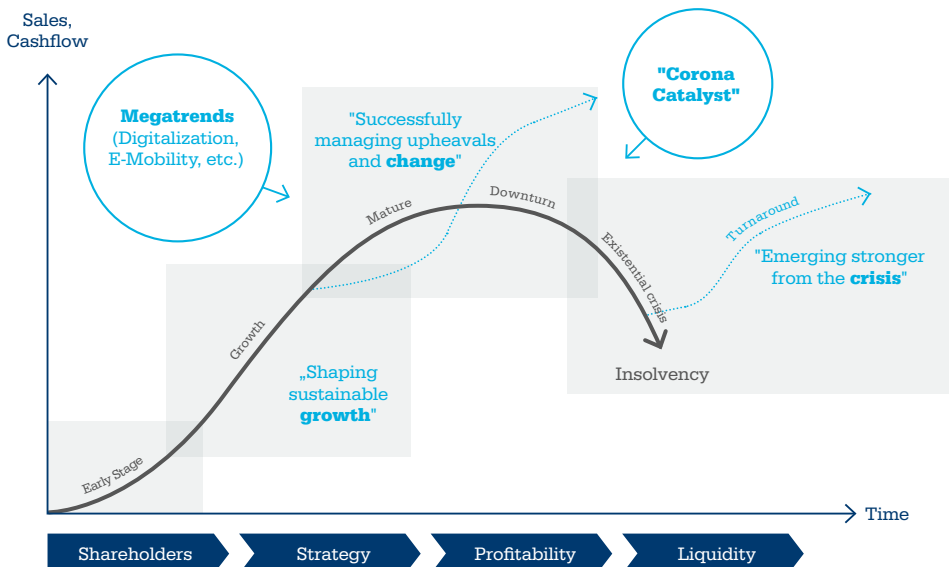 Sales,
Cashflow
Megatrends
(Digitalization,
E-Mobility, etc.)
"Successfully
managing upheavals
and change"
"Corona
Catalyst"
Mature
Downturn
Turnaround
Existential crisis
"Emerging stronger
from the crisis"
Growth
„Shaping
sustainable
growth"
Insolvency
Early Stage
Time
Shareholders
Strategy
Profitability
Liquidity